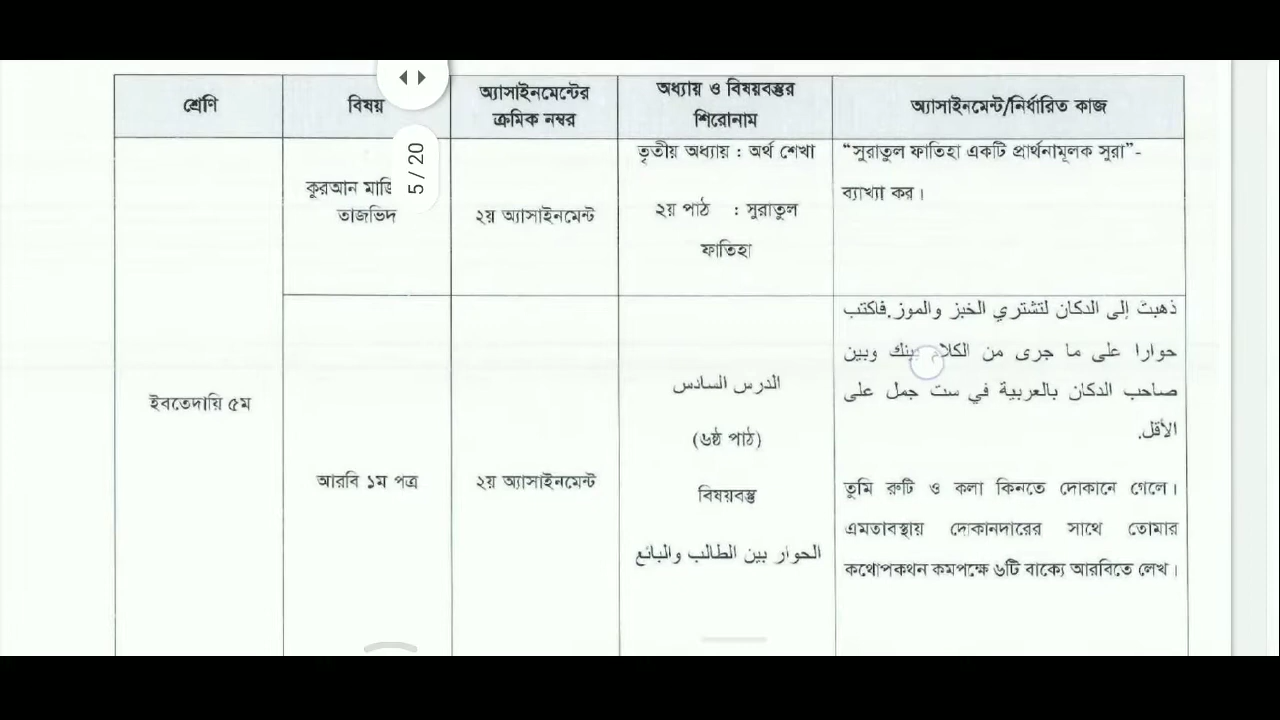 শ্রেণি
বিষয়
অ্যাসাইনমেন্টের
ক্রমিক নম্বর
অধ্যায় ও বিষয়বস্তুর
শিরোনাম
অ্যাসাইনমেন্ট/নির্ধারিত কাজ
5 / 20
ইবতেদায়ি ৫ম
কুরআন
তাজভিদ
২য় অ্যাসাইনমেন্ট
তৃতীয় অধ্যায় : অর্থ শেখা
২য় পাঠ : সুরাতুল
ফাতিহা
“সুরাতুল ফাতিহা একটি প্রার্থনামূলক সুরা”-
ব্যাখ্যা কর।
আরবি ১ম পত্র
২য় অ্যাসাইনমেন্ট
الدرس السادس
(৬ষ্ঠ পাঠ)
বিষয়বস্তু
الحوار بين الطالب والبائع
ذهبت إلى الدكان لتشتري الخبز والموز.فاكتب
حوارا على ما جرى من الكلام بينك وبين
صاحب الدكان بالعربية في ست جمل على
الأقل.
তুমি রুটি ও কলা কিনতে দোকানে গেলে।
এমতাবস্থায় দোকানদারের সাথে তোমার
কথোপকথন কমপক্ষে ৬টি বাক্যে আরবিতে লেখ।